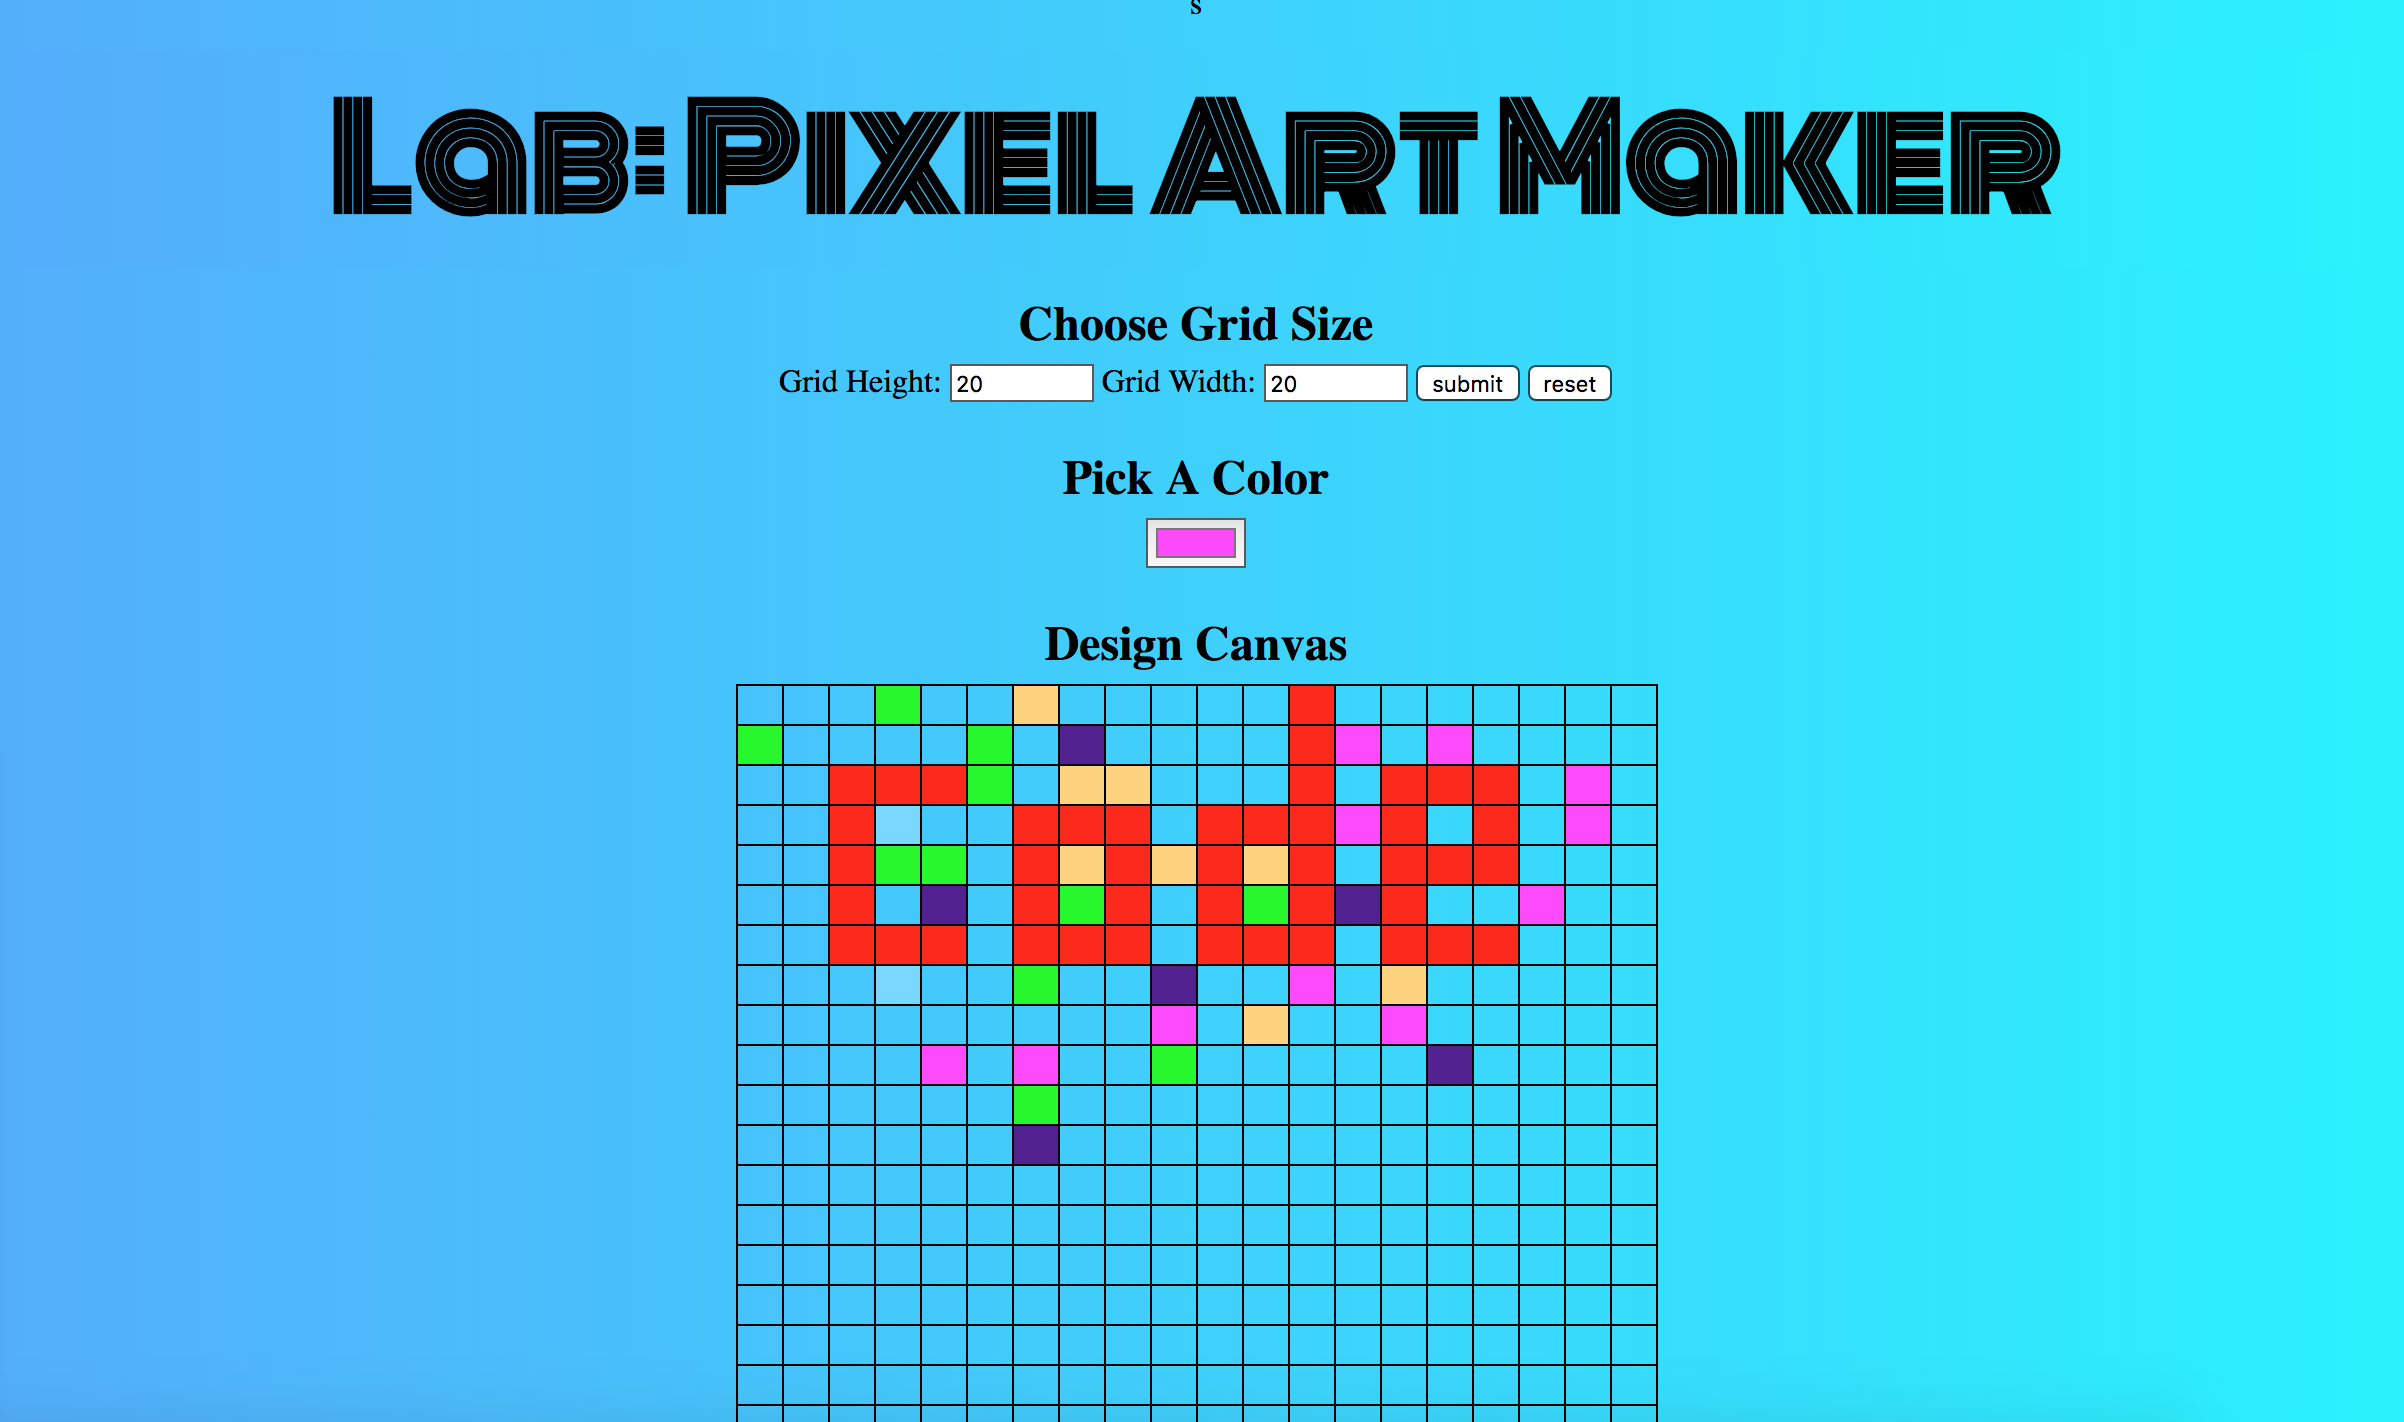 s
Lab: Pixel Art Maker
Choose Grid Size
Grid Height: 20 Grid Width: 20 submit reset
Pick A Color
Design Canvas
code